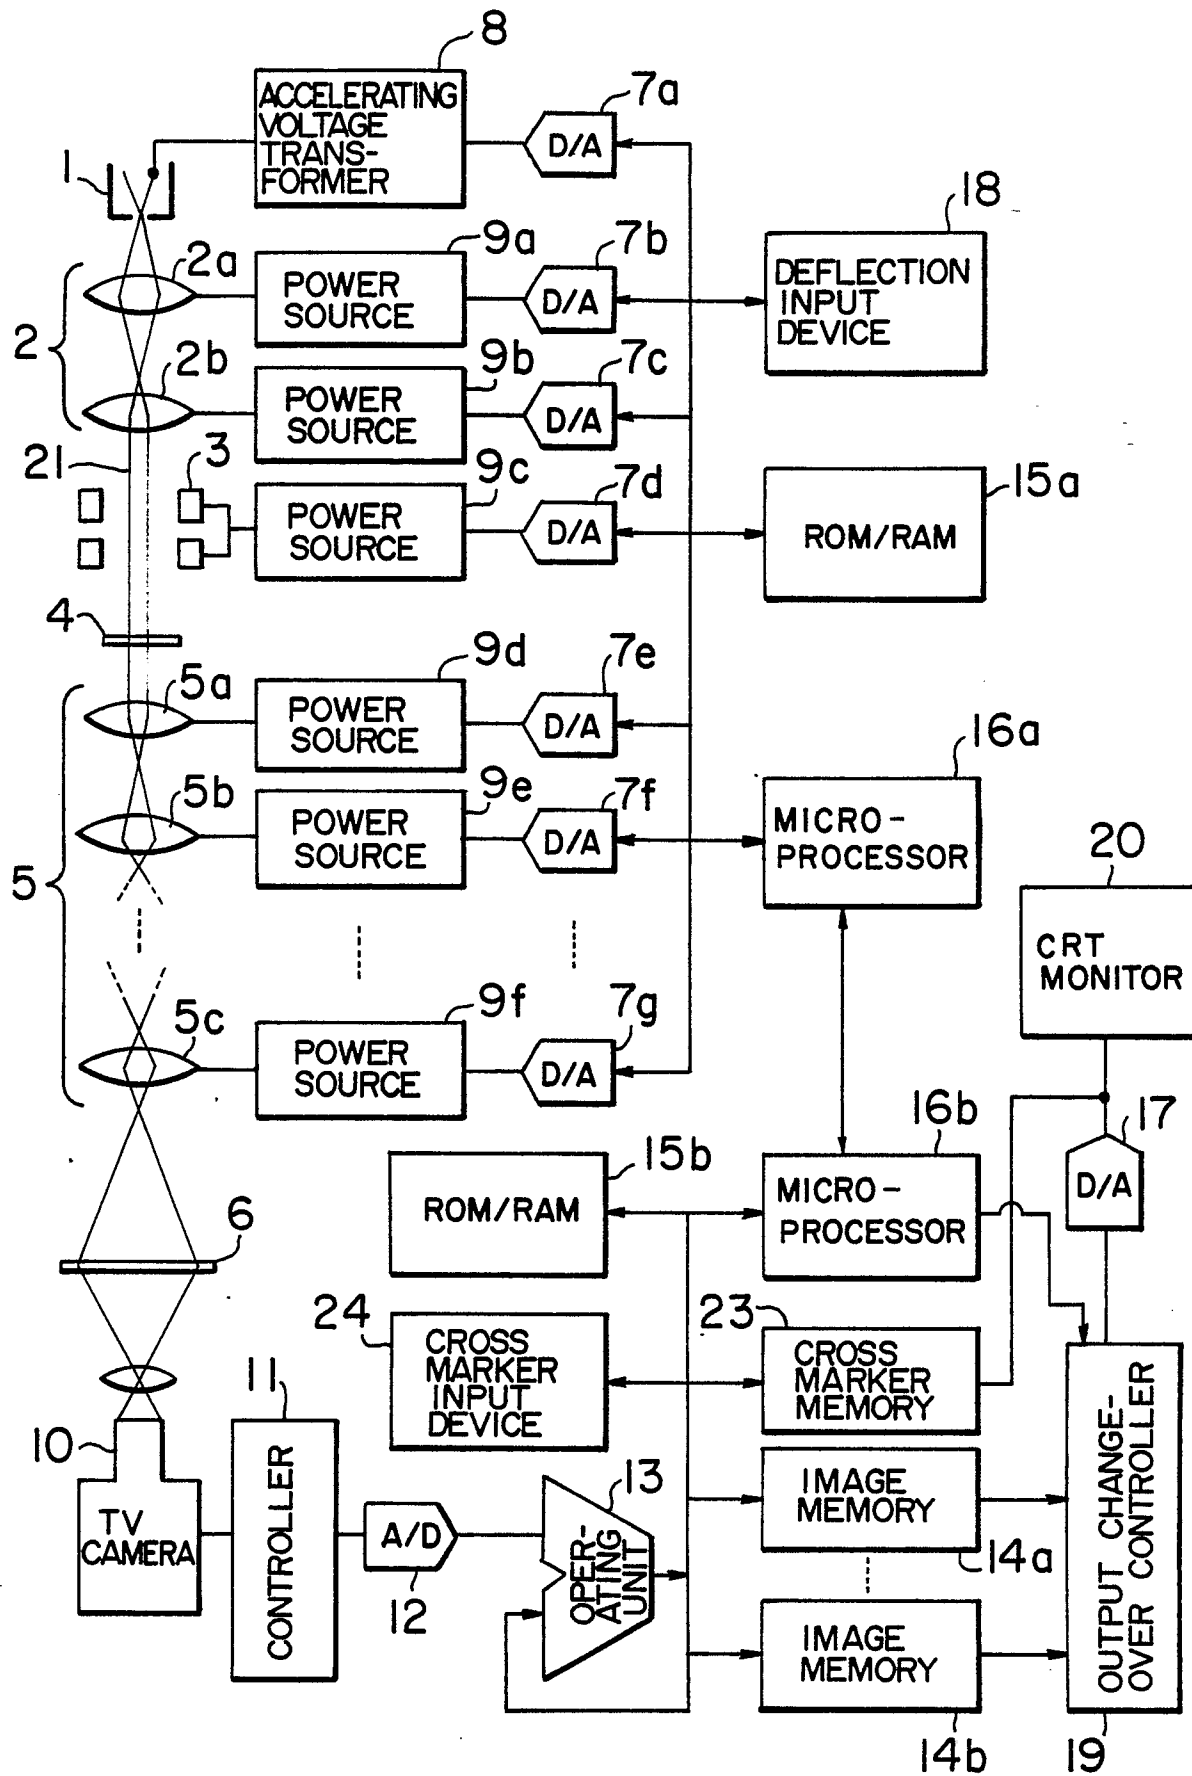 8
ACCELERATING
VOLTAGE
TRANS-
FORMER
7a
D/A
1
18
DEFLECTION
INPUT
DEVICE
2
2a
9a
POWER
SOURCE
7b
D/A
2b
9b
POWER
SOURCE
7c
D/A
21
3
9c
POWER
SOURCE
7d
D/A
15a
ROM/RAM
4
5
5a
9d
POWER
SOURCE
7e
D/A
5b
9e
POWER
SOURCE
7f
D/A
16a
MICRO-
PROCESSOR
20
CRT
MONITOR
5c
9f
POWER
SOURCE
7g
D/A
16b
MICRO-
PROCESSOR
17
D/A
15b
ROM/RAM
6
24
CROSS
MARKER
INPUT
DEVICE
23
CROSS
MARKER
MEMORY
10
TV
CAMERA
11
CONTROLLER
A/D
12
13
OPER-
ATING
UNIT
IMAGE
MEMORY
14a
IMAGE
MEMORY
14b
OUTPUT CHANGE-
OVER CONTROLLER
19